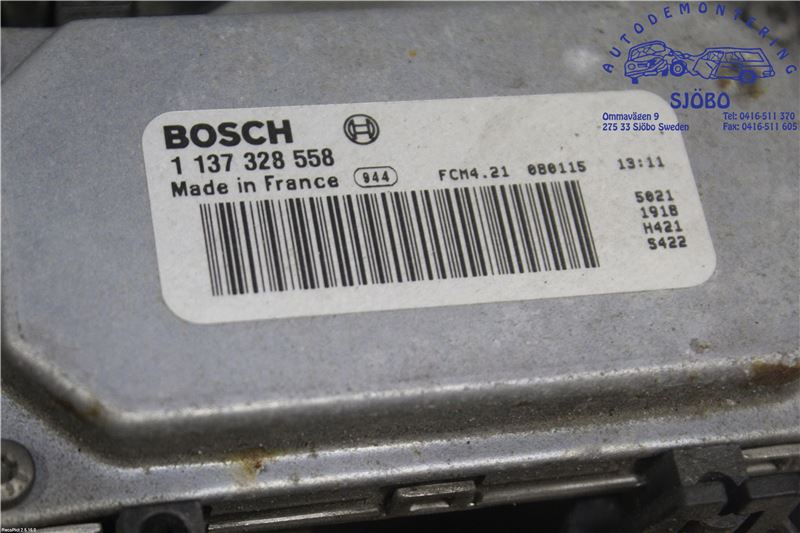 AUTODEMONTERING
SJÖBO
Ommavägen 9
275 33 Sjöbo Sweden
Tel: 0416-511 370
Fax: 0416-511 605
BOSCH
1 137 328 558
Made in France
944
FCM4.21 080115 13:11
5021
1918
H421
S422